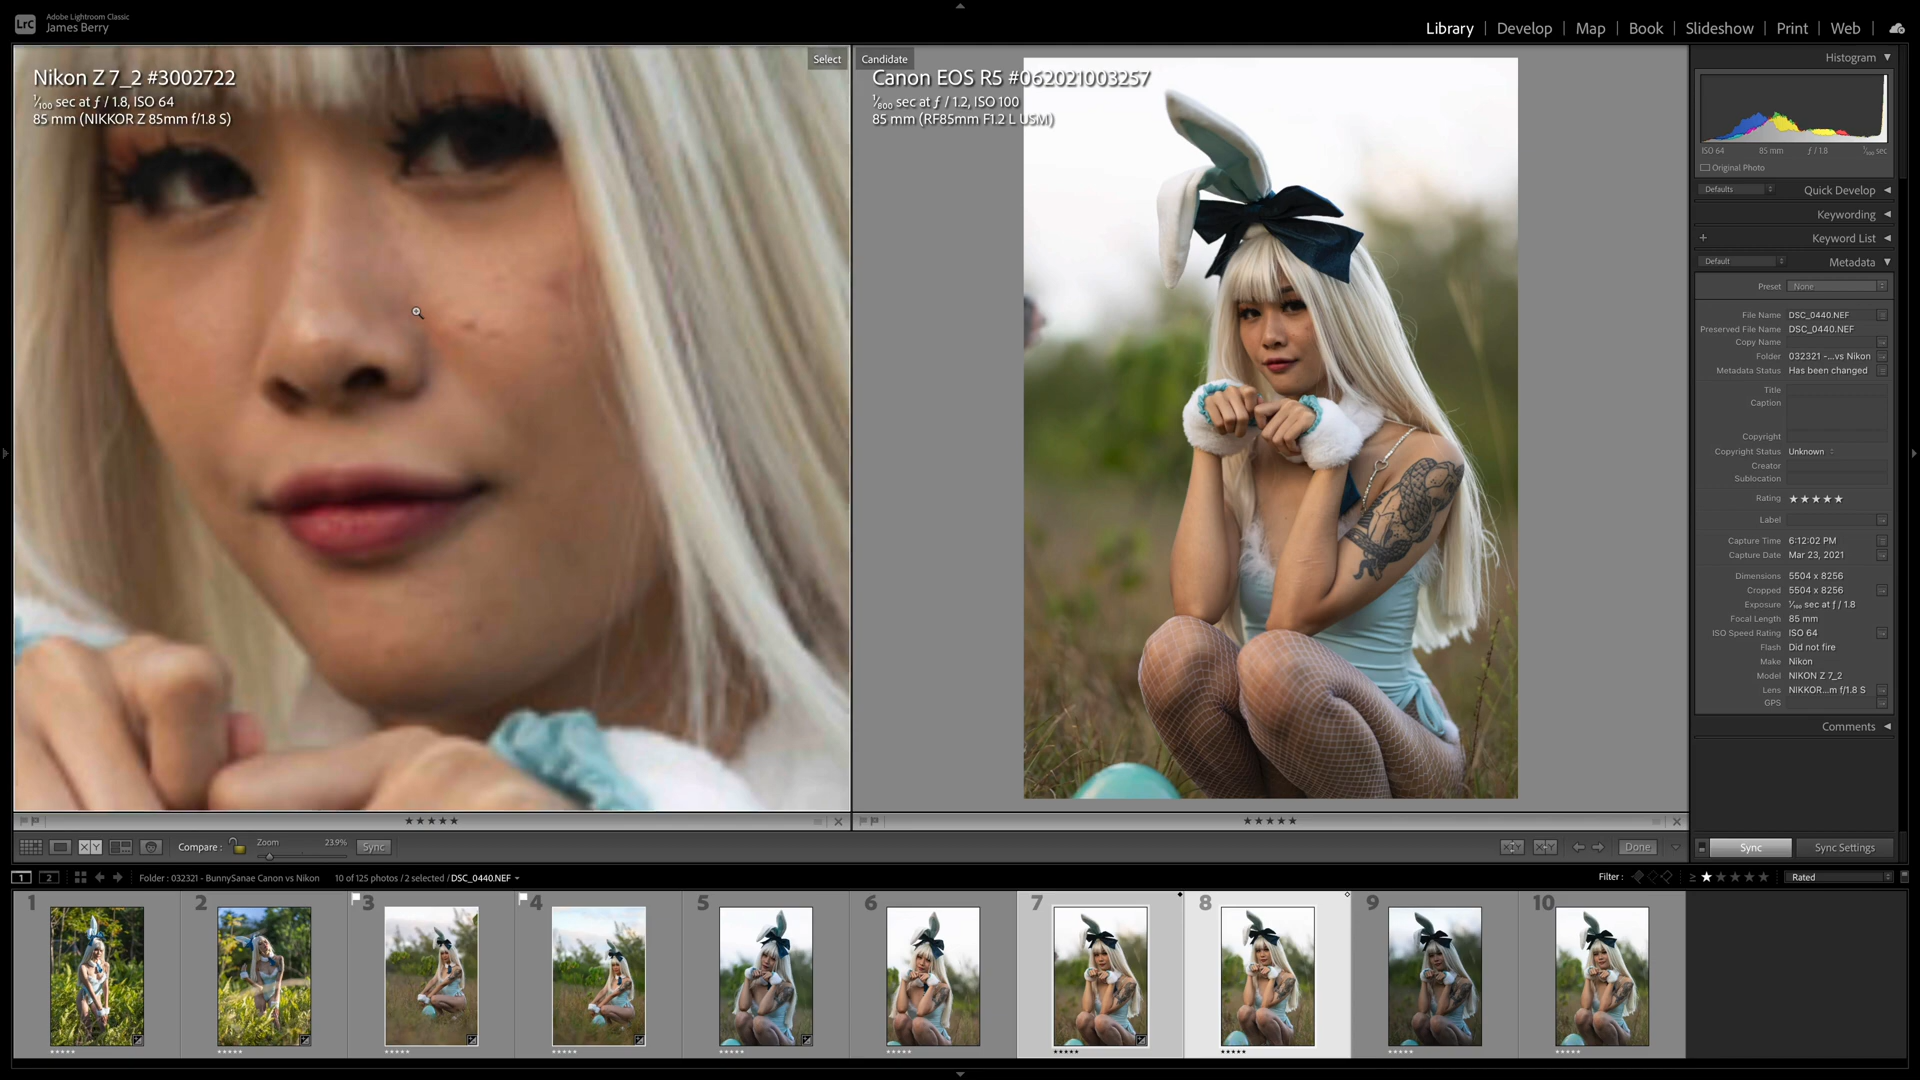 Lrc
Adobe Lightroom Classic
James Berry
Library | Develop | Map | Book | Slideshow | Print | Web
Nikon Z 7_2 #3002722
1/100 sec at ƒ / 1.8, ISO 64
85 mm (NIKKOR Z 85mm f/1.8 S)
Select
Candidate
Canon EOS R5 #062021003257
1/800 sec at ƒ / 1.2, ISO 100
85 mm (RF85mm F1.2 L USM)
Histogram
ISO 64 85 mm ƒ / 1.8 sec
Original Photo
Defaults Quick Develop
Keywording
+ Keyword List
Default Metadata
Preset None
File Name DSC_0440.NEF
Preserved File Name DSC_0440.NEF
Copy Name
Folder 032321 -...vs Nikon
Metadata Status Has been changed
Title
Caption
Copyright
Copyright Status Unknown
Creator
Sublocation
Rating ★★★★★
Label
Capture Time 6:12:02 PM
Capture Date Mar 23, 2021
Dimensions 5504 x 8256
Cropped 5504 x 8256
Exposure 1/100 sec at ƒ / 1.8
Focal Length 85 mm
ISO Speed Rating ISO 64
Flash Did not fire
Make Nikon
Model NIKON Z 7_2
Lens NIKKOR...m f/1.8 S
GPS
Comments
Compare : Zoom 23.9% Sync
X Y
Done
Sync Sync Settings
1 2 Folder : 032321 - BunnySanae Canon vs Nikon 10 of 125 photos / 2 selected / DSC_0440.NEF
Filter : ≥ ★★★★★ Rated
1 2 3 4 5 6 7 8 9 10